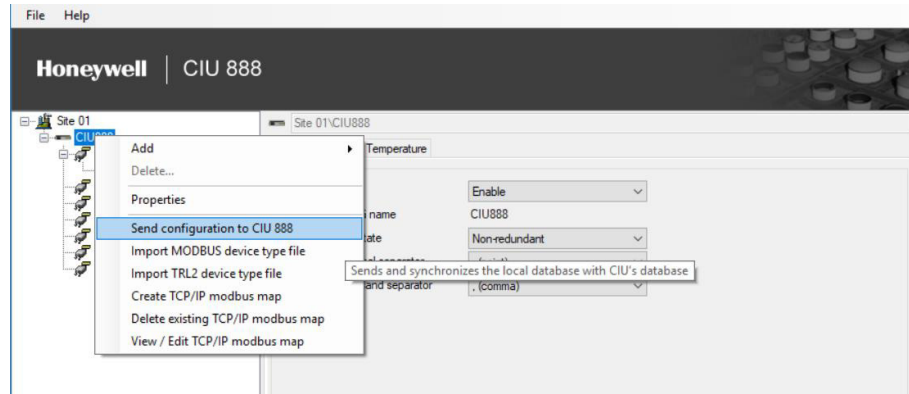 File Help
Honeywell CIU 888
Site 01
CIU888
Site 01\CIU888
Temperature
Add
Delete...
Properties
Send configuration to CIU 888
Import MODBUS device type file
Import TRL2 device type file
Create TCP/IP modbus map
Delete existing TCP/IP modbus map
View / Edit TCP/IP modbus map
Enable
name
CIU888
Non-redundant
Sends and synchronizes the local database with CIU's database
and separator
, (comma)